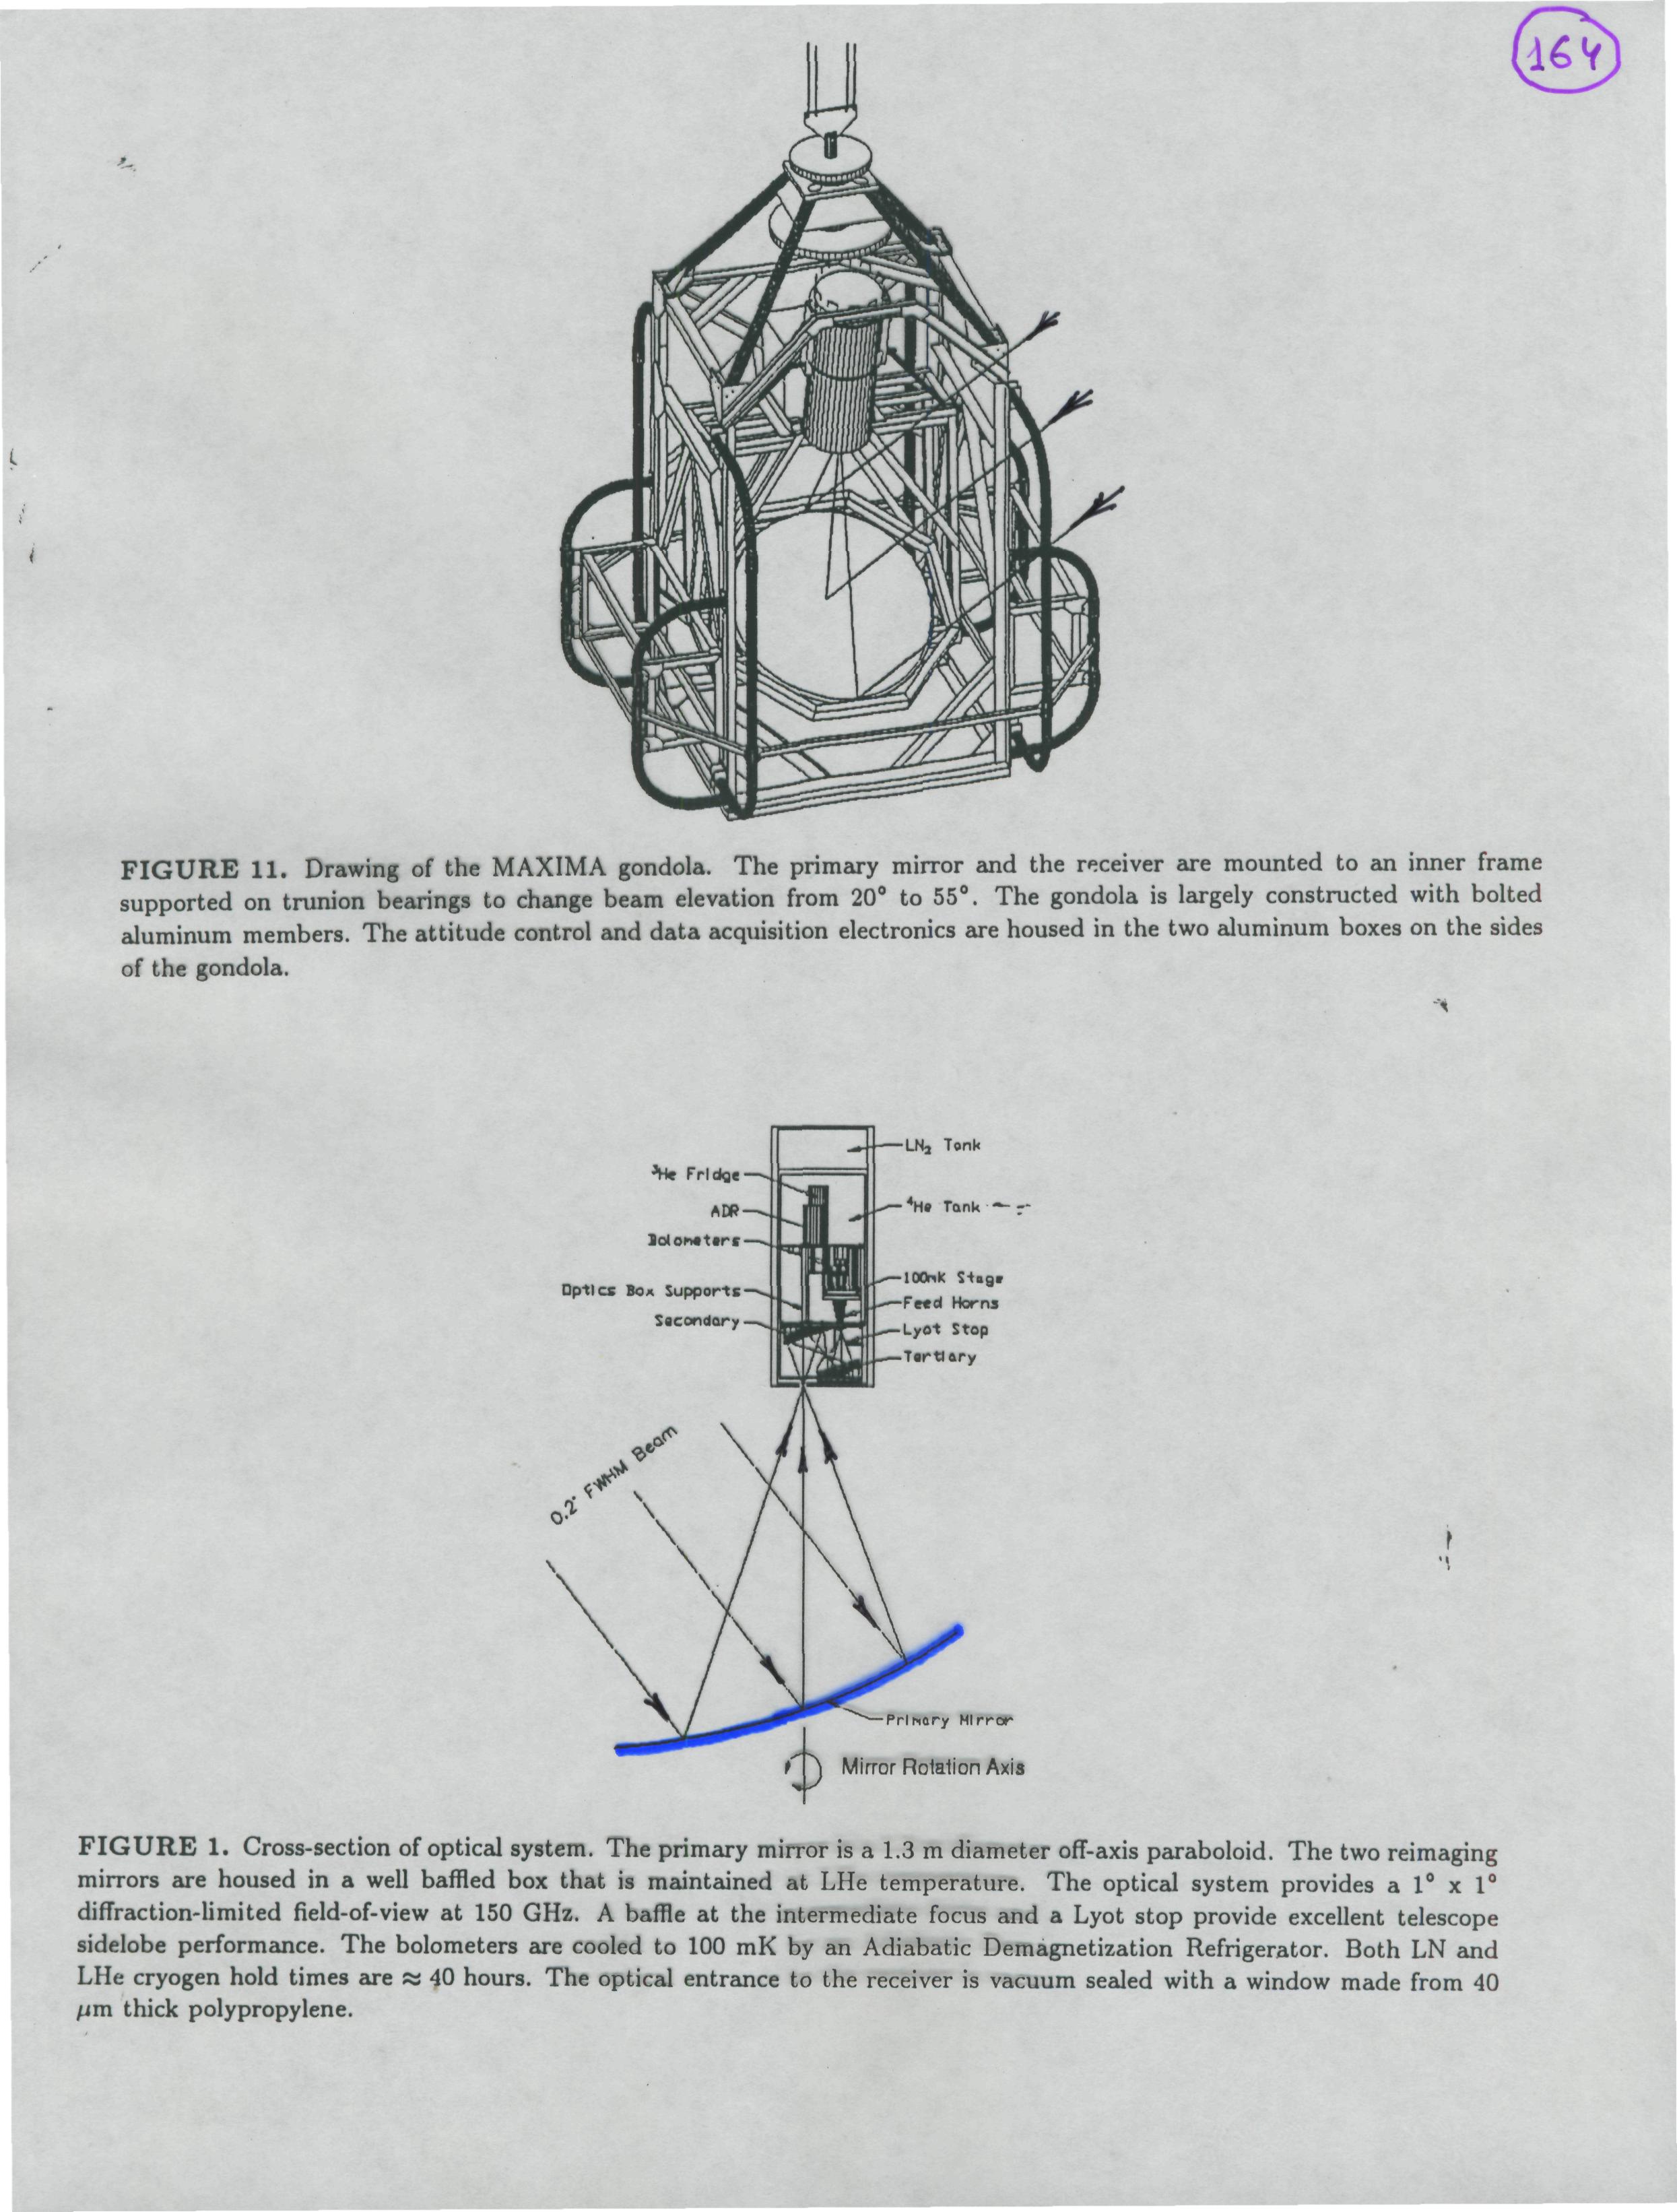 164
FIGURE 11. Drawing of the MAXIMA gondola. The primary mirror and the receiver are mounted to an inner frame
supported on trunion bearings to change beam elevation from 20° to 55°. The gondola is largely constructed with bolted
aluminum members. The attitude control and data acquisition electronics are housed in the two aluminum boxes on the sides
of the gondola.
LN₂ Tank
³He Fridge
⁴He Tank
ADR
Bolometers
100mK Stage
Optics Box Supports
Feed Horns
Secondary
Lyot Stop
Tertiary
0.2° FWHM Beam
Primary Mirror
Mirror Rotation Axis
FIGURE 1. Cross-section of optical system. The primary mirror is a 1.3 m diameter off-axis paraboloid. The two reimaging
mirrors are housed in a well baffled box that is maintained at LHe temperature. The optical system provides a 1° x 1°
diffraction-limited field-of-view at 150 GHz. A baffle at the intermediate focus and a Lyot stop provide excellent telescope
sidelobe performance. The bolometers are cooled to 100 mK by an Adiabatic Demagnetization Refrigerator. Both LN and
LHe cryogen hold times are ≈ 40 hours. The optical entrance to the receiver is vacuum sealed with a window made from 40
μm thick polypropylene.